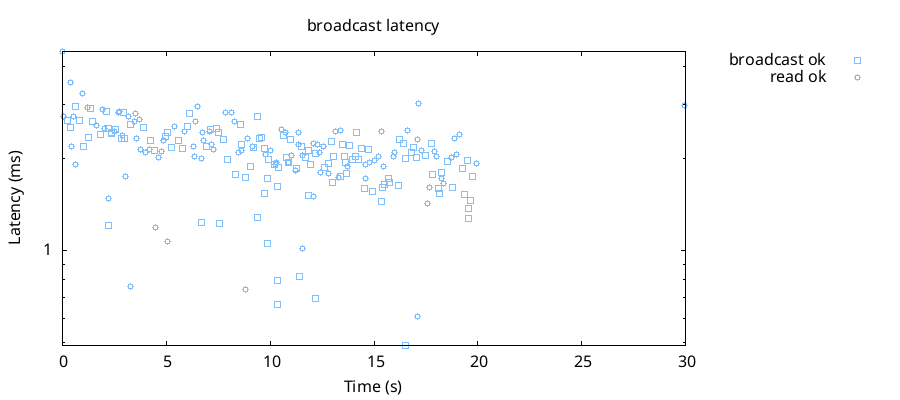 broadcast latency
broadcast ok
read ok
Latency (ms)
1
0 5 10 15 20 25 30
Time (s)